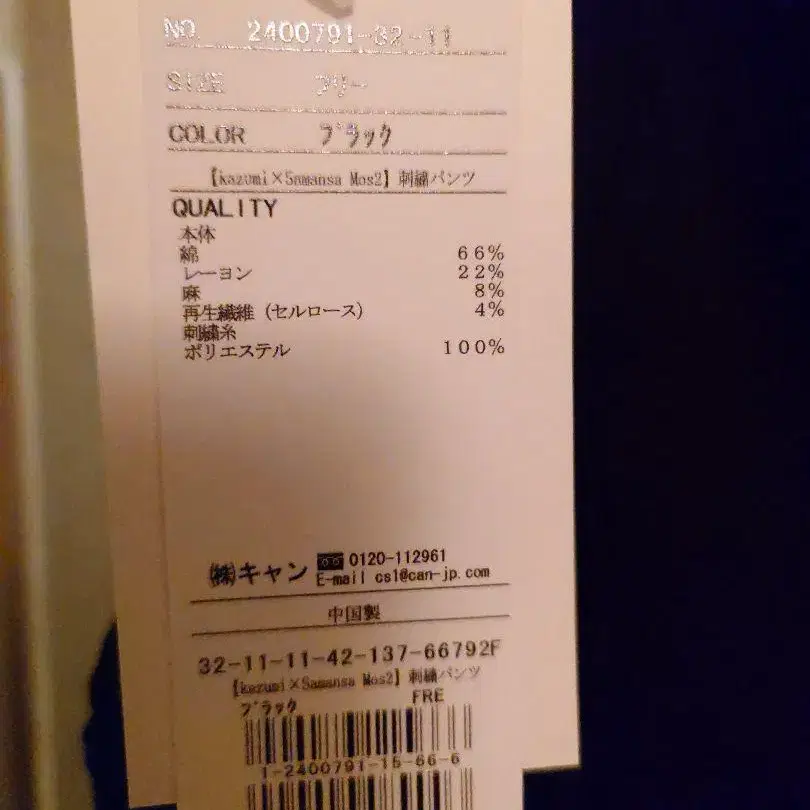 NO. 2400791-32-11
SIZE フリー
COLOR ブラック
【kazumi×Samansa Mos2】刺繍パンツ
QUALITY
本体
綿 66%
レーヨン 22%
麻 8%
再生繊維（セルロース） 4%
刺繍糸
ポリエステル 100%
㈱キャン 0120-112961
E-mail cs1@can-jp.com
中国製
32-11-11-42-137-66792F
【kazumi×Samansa Mos2】刺繍パンツ
ブラック FRE
1-2400791-15-66-6